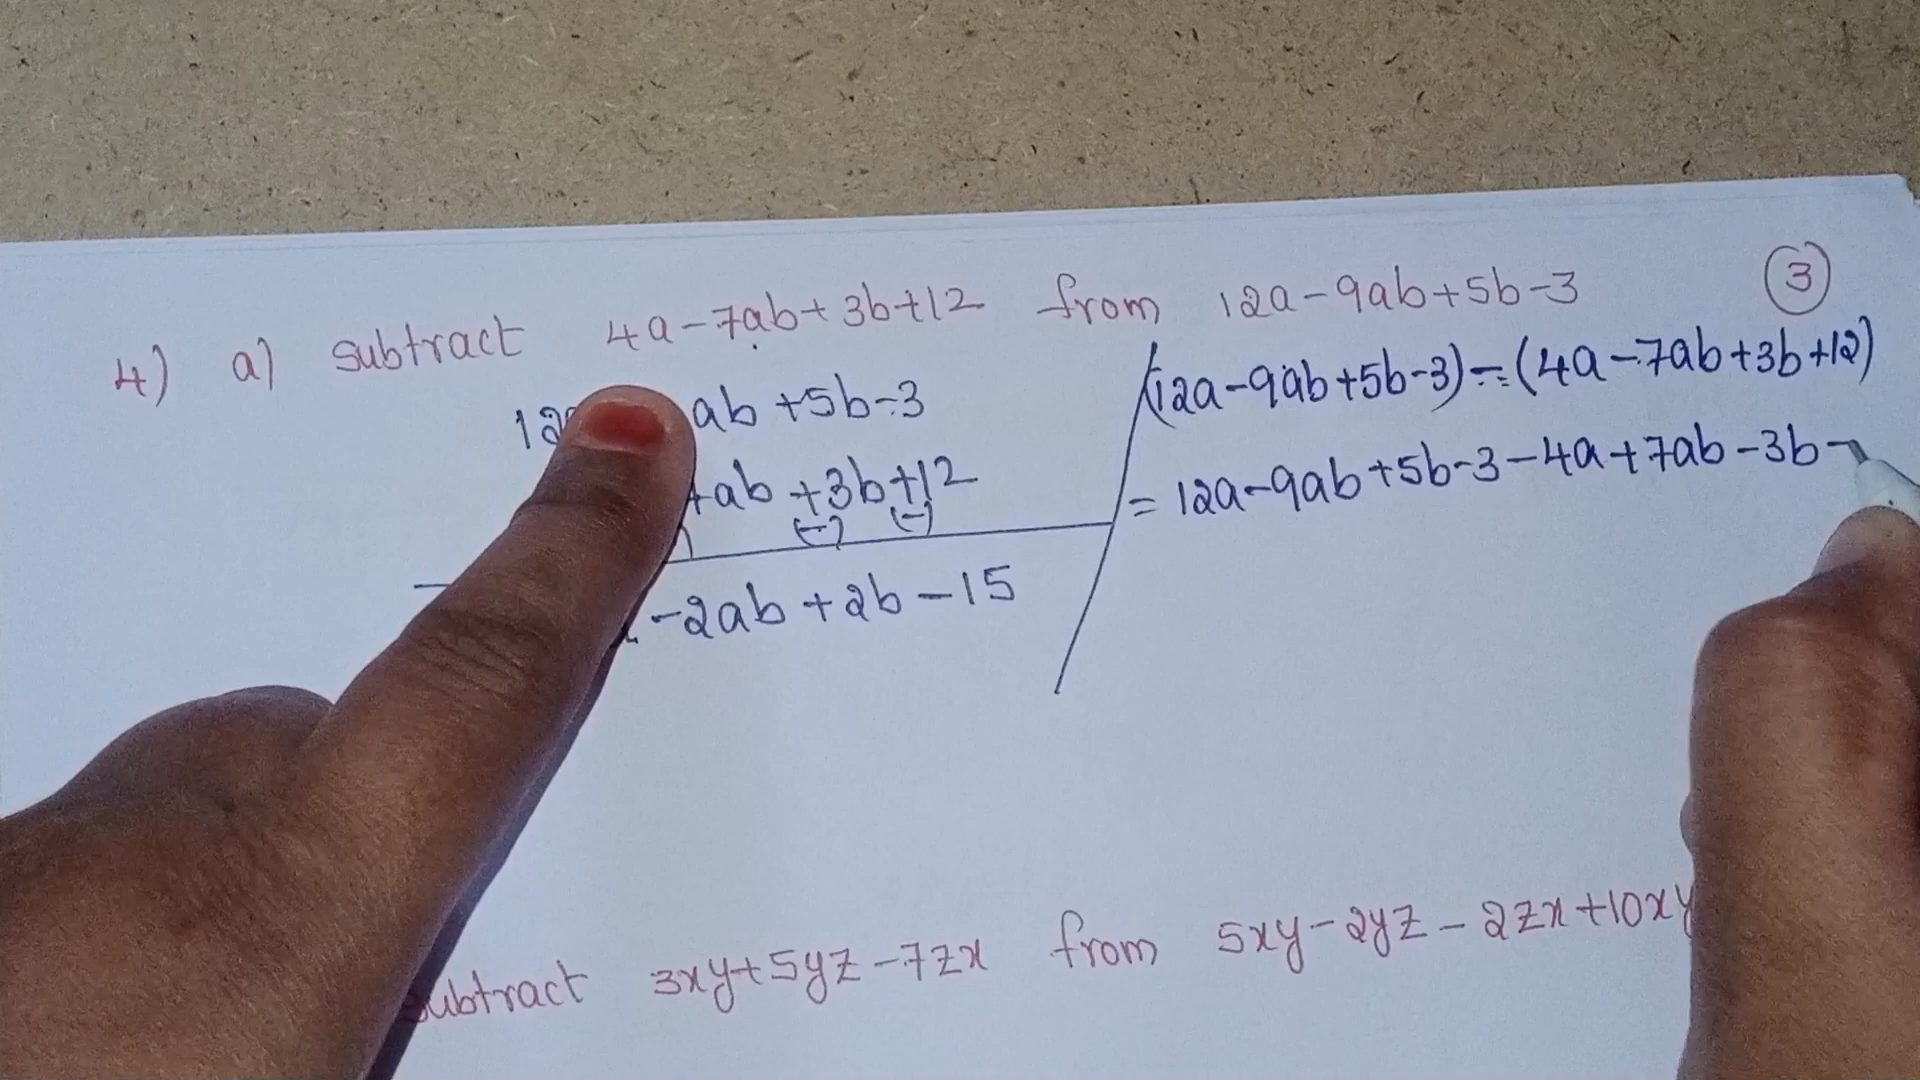 4) a) subtract 4a-7ab+3b+12 from 12a-9ab+5b-3 3
ab +5b-3
ab +3b+12
(-) (-)
-2ab +2b-15
(12a-9ab+5b-3)-(4a-7ab+3b+12)
= 12a-9ab+5b-3-4a+7ab-3b-
subtract 3xy+5yz-7zx from 5xy-2yz-2zx+10xy